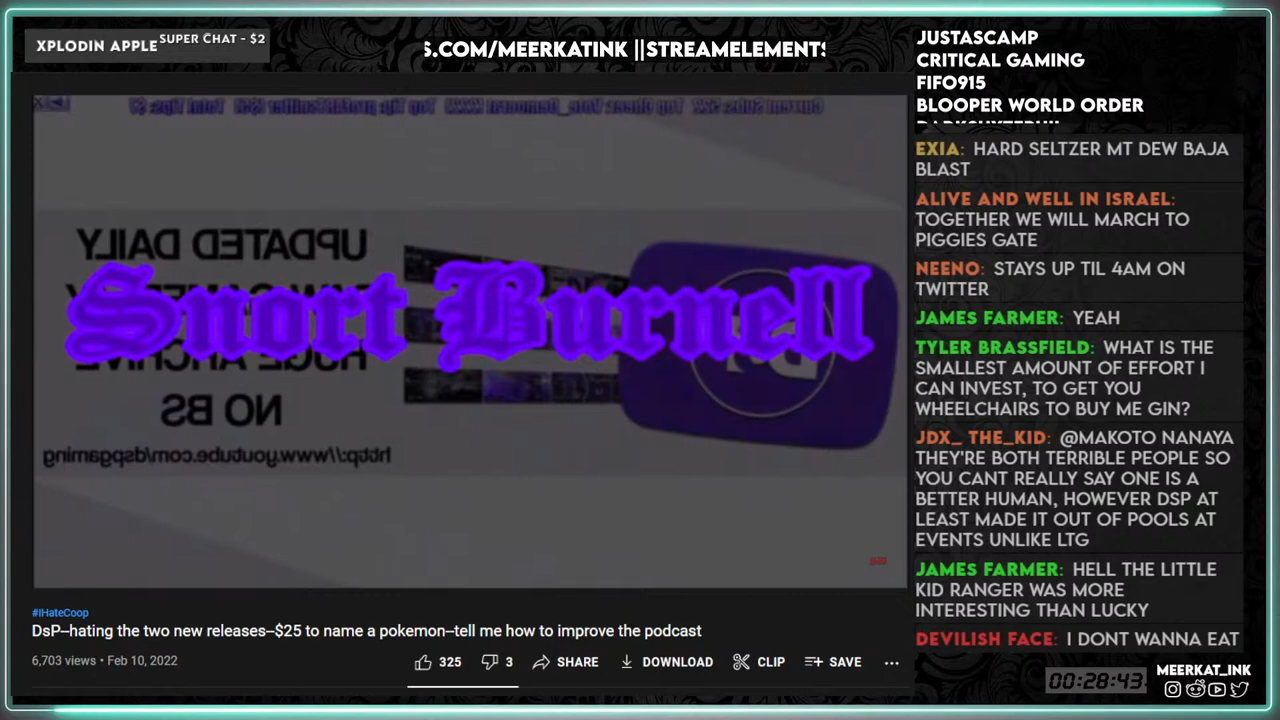 XPLODIN APPLE SUPER CHAT - $2
S.COM/MEERKATINK ||STREAMELEMENTS
JUSTASCAMP
CRITICAL GAMING
FIFO915
BLOOPER WORLD ORDER
UPDATED DAILY
Snort Burnell
HUGE ARCHIVE
NO BS
http://www.youtube.com/dspgaming
#IHateCoop
DsP--hating the two new releases--$25 to name a pokemon--tell me how to improve the podcast
6,703 views • Feb 10, 2022
325
3
SHARE
DOWNLOAD
CLIP
SAVE
EXIA: HARD SELTZER MT DEW BAJA
BLAST
ALIVE AND WELL IN ISRAEL:
TOGETHER WE WILL MARCH TO
PIGGIES GATE
NEENO: STAYS UP TIL 4AM ON
TWITTER
JAMES FARMER: YEAH
TYLER BRASSFIELD: WHAT IS THE
SMALLEST AMOUNT OF EFFORT I
CAN INVEST, TO GET YOU
WHEELCHAIRS TO BUY ME GIN?
JDX_ THE_KID: @MAKOTO NANAYA
THEY'RE BOTH TERRIBLE PEOPLE SO
YOU CANT REALLY SAY ONE IS A
BETTER HUMAN, HOWEVER DSP AT
LEAST MADE IT OUT OF POOLS AT
EVENTS UNLIKE LTG
JAMES FARMER: HELL THE LITTLE
KID RANGER WAS MORE
INTERESTING THAN LUCKY
DEVILISH FACE: I DONT WANNA EAT
00:28:43
MEERKAT_INK